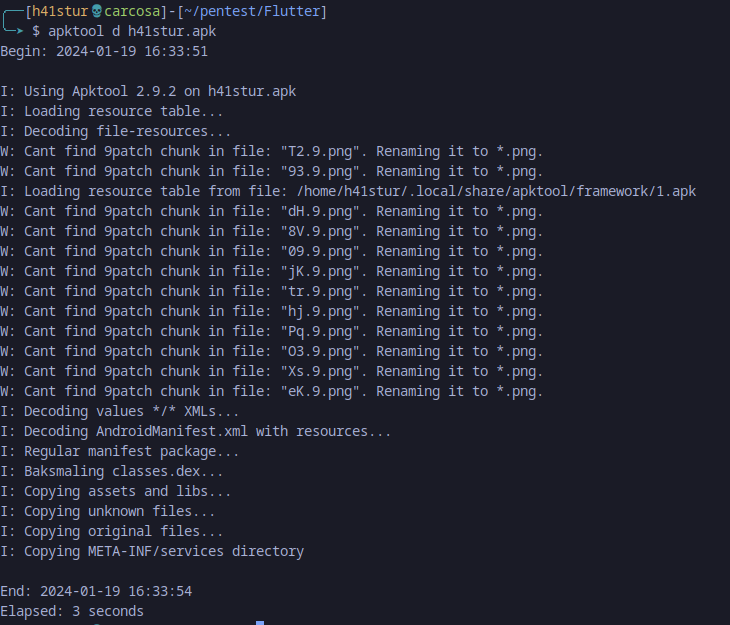 [h41stur💀carcosa]-[~/pentest/Flutter]
$ apktool d h41stur.apk
Begin: 2024-01-19 16:33:51
I: Using Apktool 2.9.2 on h41stur.apk
I: Loading resource table...
I: Decoding file-resources...
W: Cant find 9patch chunk in file: "T2.9.png". Renaming it to *.png.
W: Cant find 9patch chunk in file: "93.9.png". Renaming it to *.png.
I: Loading resource table from file: /home/h41stur/.local/share/apktool/framework/1.apk
W: Cant find 9patch chunk in file: "dH.9.png". Renaming it to *.png.
W: Cant find 9patch chunk in file: "8V.9.png". Renaming it to *.png.
W: Cant find 9patch chunk in file: "09.9.png". Renaming it to *.png.
W: Cant find 9patch chunk in file: "jK.9.png". Renaming it to *.png.
W: Cant find 9patch chunk in file: "tr.9.png". Renaming it to *.png.
W: Cant find 9patch chunk in file: "hj.9.png". Renaming it to *.png.
W: Cant find 9patch chunk in file: "Pq.9.png". Renaming it to *.png.
W: Cant find 9patch chunk in file: "O3.9.png". Renaming it to *.png.
W: Cant find 9patch chunk in file: "Xs.9.png". Renaming it to *.png.
W: Cant find 9patch chunk in file: "eK.9.png". Renaming it to *.png.
I: Decoding values */* XMLs...
I: Decoding AndroidManifest.xml with resources...
I: Regular manifest package...
I: Baksmaling classes.dex...
I: Copying assets and libs...
I: Copying unknown files...
I: Copying original files...
I: Copying META-INF/services directory
End: 2024-01-19 16:33:54
Elapsed: 3 seconds